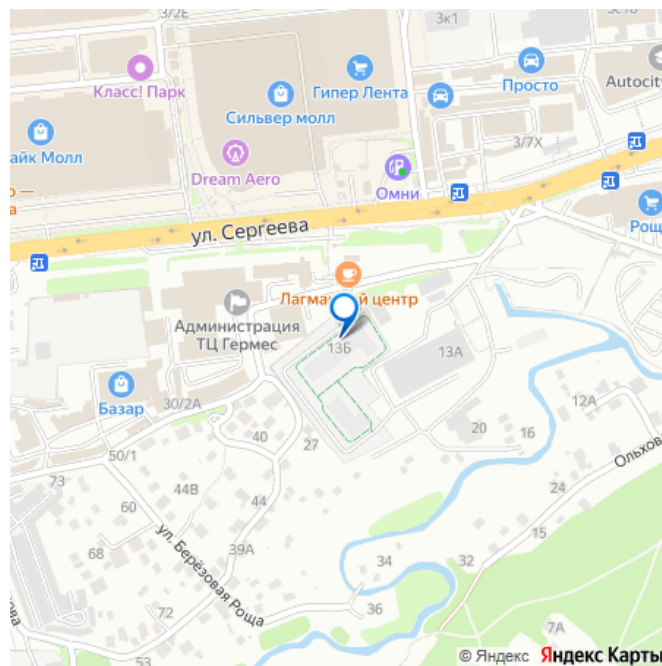 3/2Е
3к1
Класс! Парк
Гипер Лента
Сильвер молл
Просто
Autocity
айк Молл
Dream Aero
3/7Х
Омни
ул. Сергеева
Рощ
Лагманный центр
Администрация
ТЦ Гермес
13Б
13А
Базар
30/2А
12А
40
27
20
16
50/1
73
44В
44
60
24
Ольхо
68
39А
15
ул. Берёзовая Роща
34
32
36
72
7А
53
ова
© Яндекс Яндекс Карты